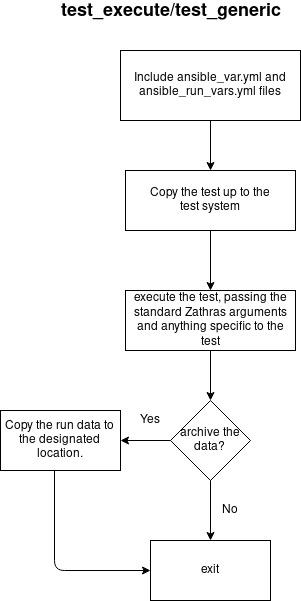 test_execute/test_generic
Include ansible_var.yml and
ansible_run_vars.yml files
Copy the test up to the
test system
execute the test, passing the
standard Zathras arguments
and anything specific to the
test
archive the
data?
Yes
Copy the run data to
the designated
location.
No
exit